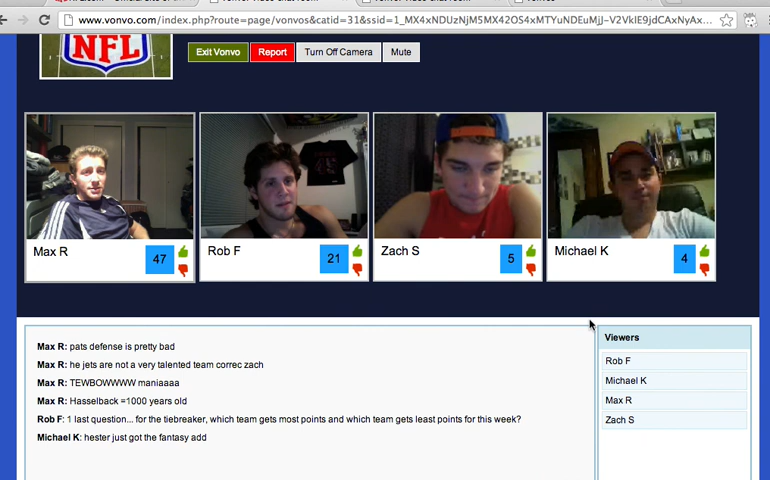 www.vonvo.com/index.php?route=page/vonvos&catid=31&ssid=1_
NFL
Exit Vonvo Report Turn Off Camera Mute
Max R 47
Rob F 21
Zach S 5
Michael K 4
Max R: pats defense is pretty bad
Max R: he jets are not a very talented team correc zach
Max R: TEWBOWWWW maniaaaa
Max R: Hasselback =1000 years old
Rob F: 1 last question... for the tiebreaker, which team gets most points and which team gets least points for this week?
Michael K: hester just got the fantasy add
Viewers
Rob F
Michael K
Max R
Zach S